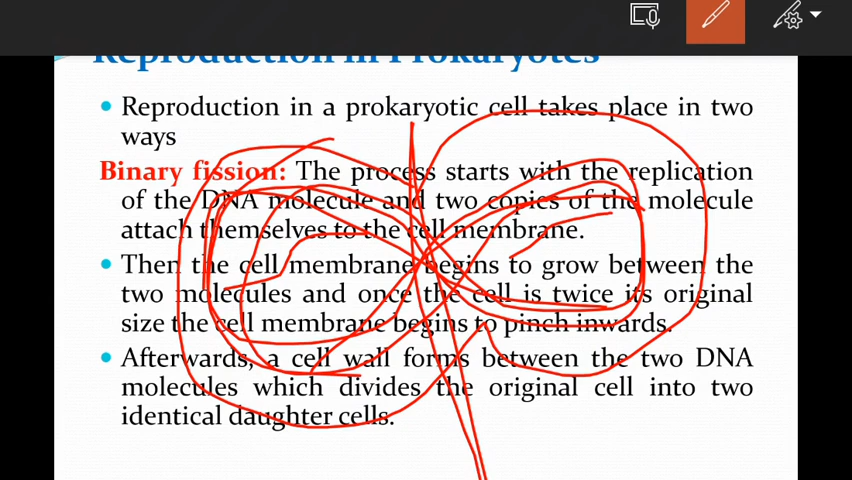 Reproduction in Prokaryotes
• Reproduction in a prokaryotic cell takes place in two
ways
Binary fission: The process starts with the replication
of the DNA molecule and two copies of the molecule
attach themselves to the cell membrane.
• Then the cell membrane begins to grow between the
two molecules and once the cell is twice its original
size the cell membrane begins to pinch inwards.
• Afterwards, a cell wall forms between the two DNA
molecules which divides the original cell into two
identical daughter cells.